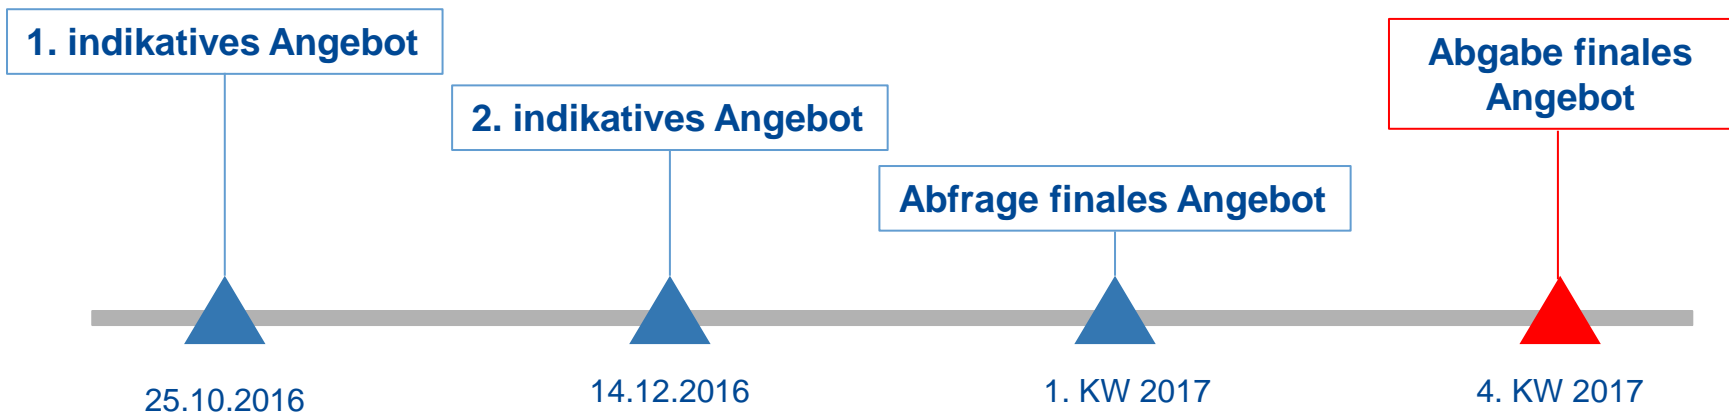 1. indikatives Angebot
2. indikatives Angebot
Abfrage finales Angebot
Abgabe finales
Angebot
25.10.2016
14.12.2016
1. KW 2017
4. KW 2017